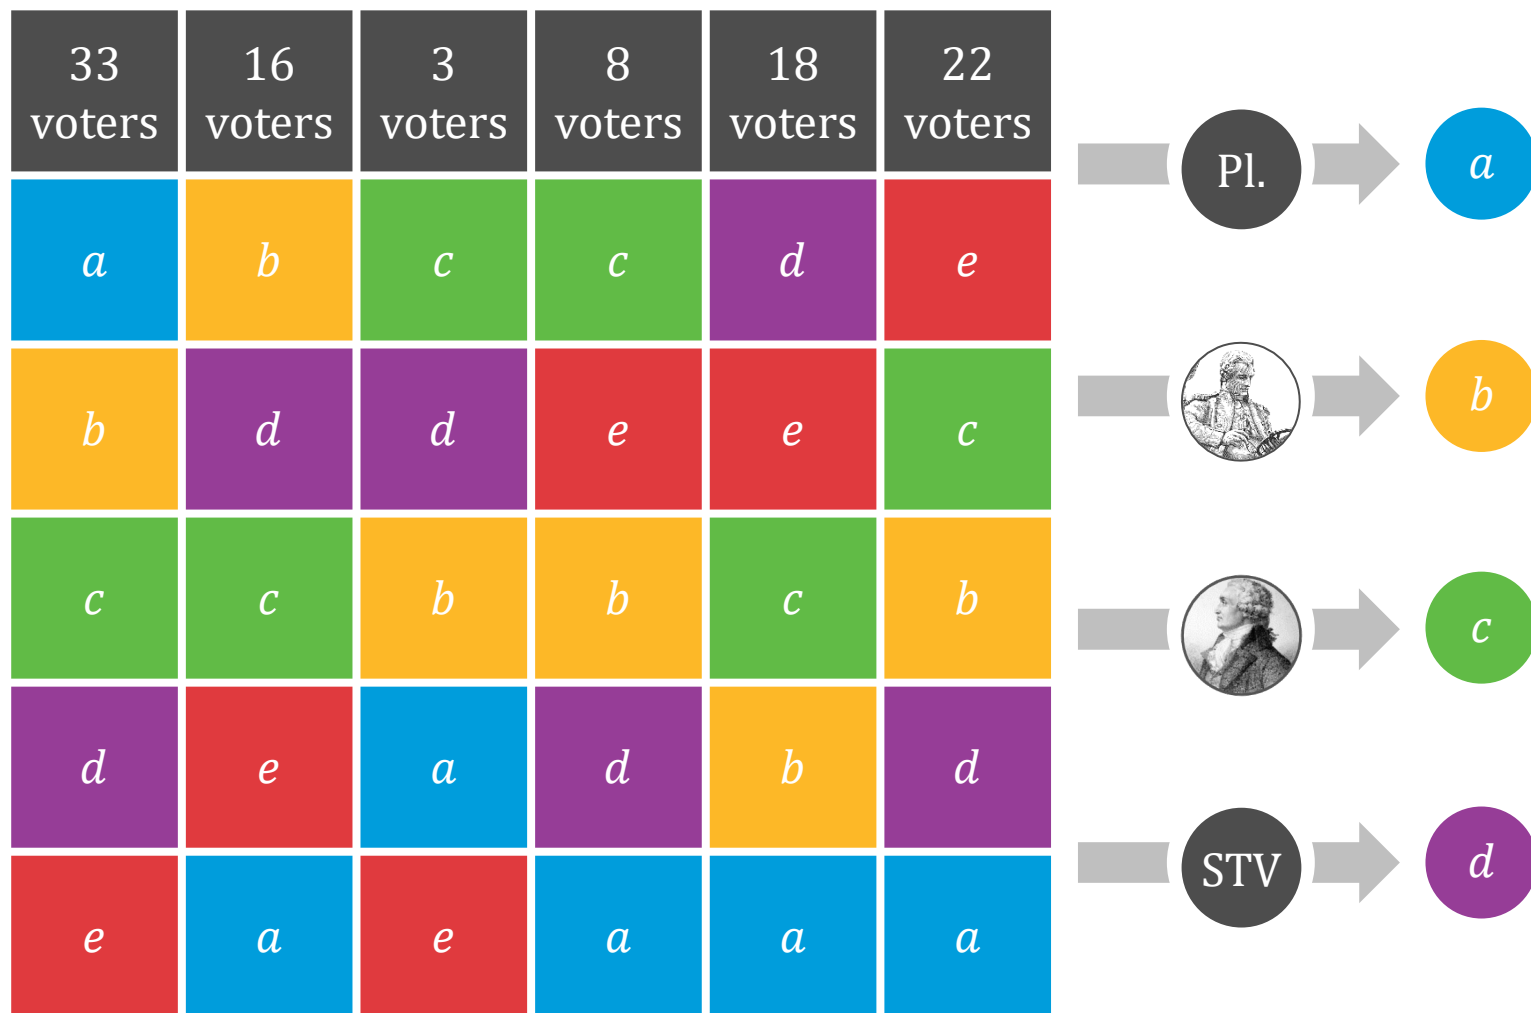 33 voters 16 voters 3 voters 8 voters 18 voters 22 voters
Pl. a
a b c c d e
b d d e e c
b
c c b b c b
c
d e a d b d
STV d
e a e a a a